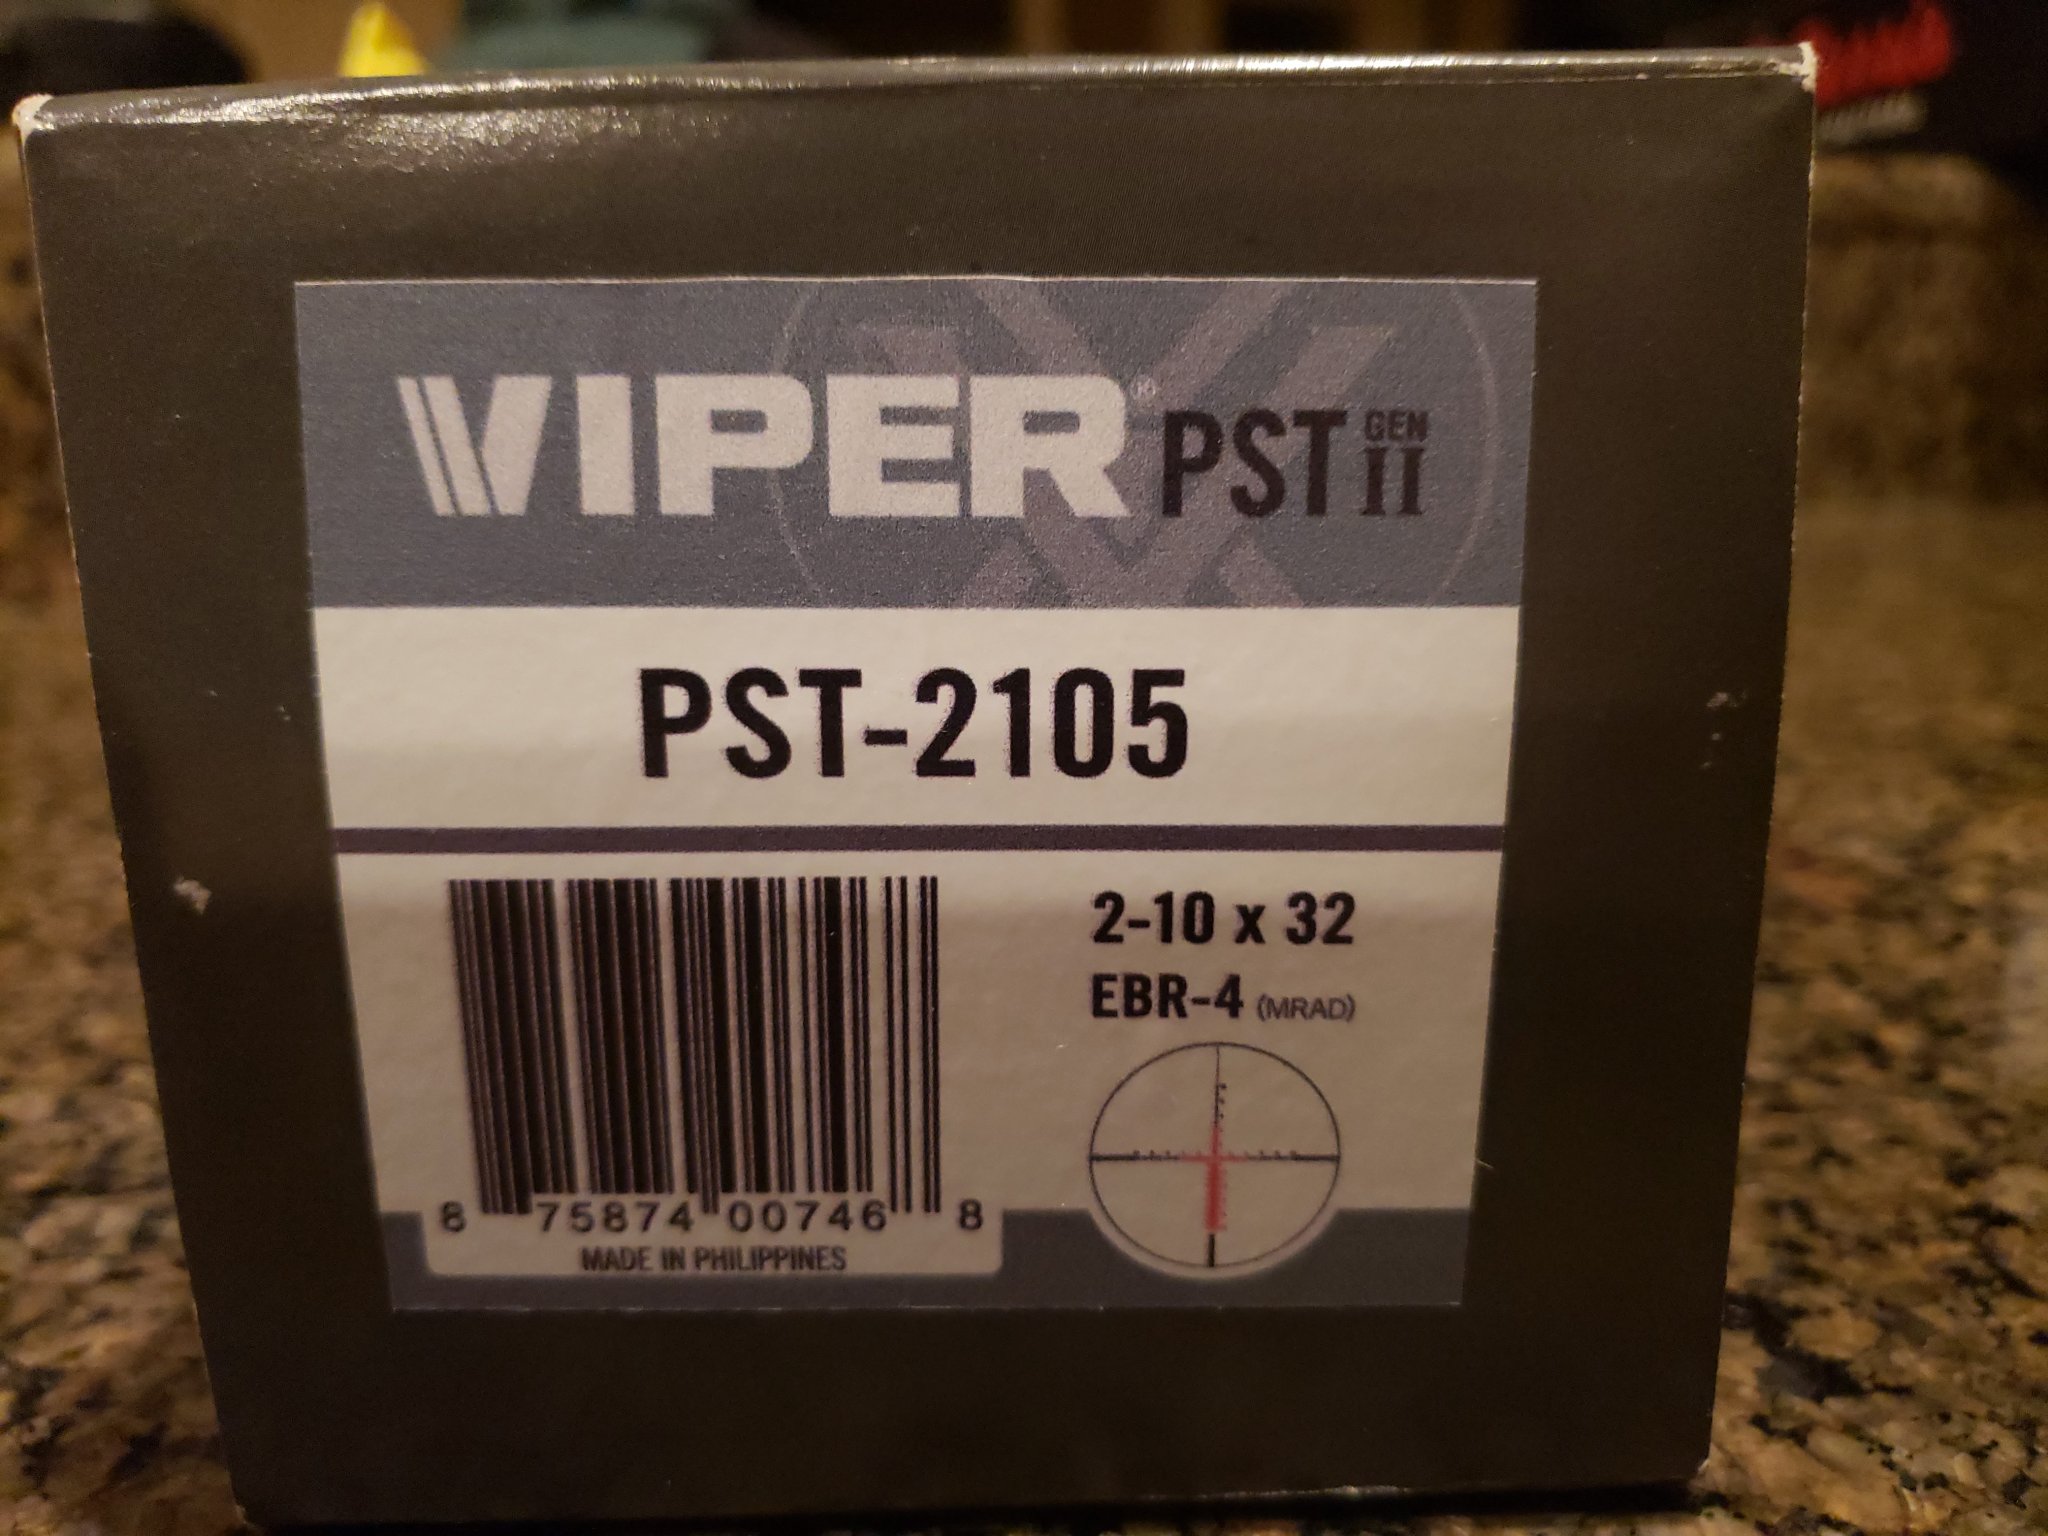 VIPER® PST GEN II
PST-2105
2-10 x 32
EBR-4 (MRAD)
8 75874 00746 8
MADE IN PHILIPPINES